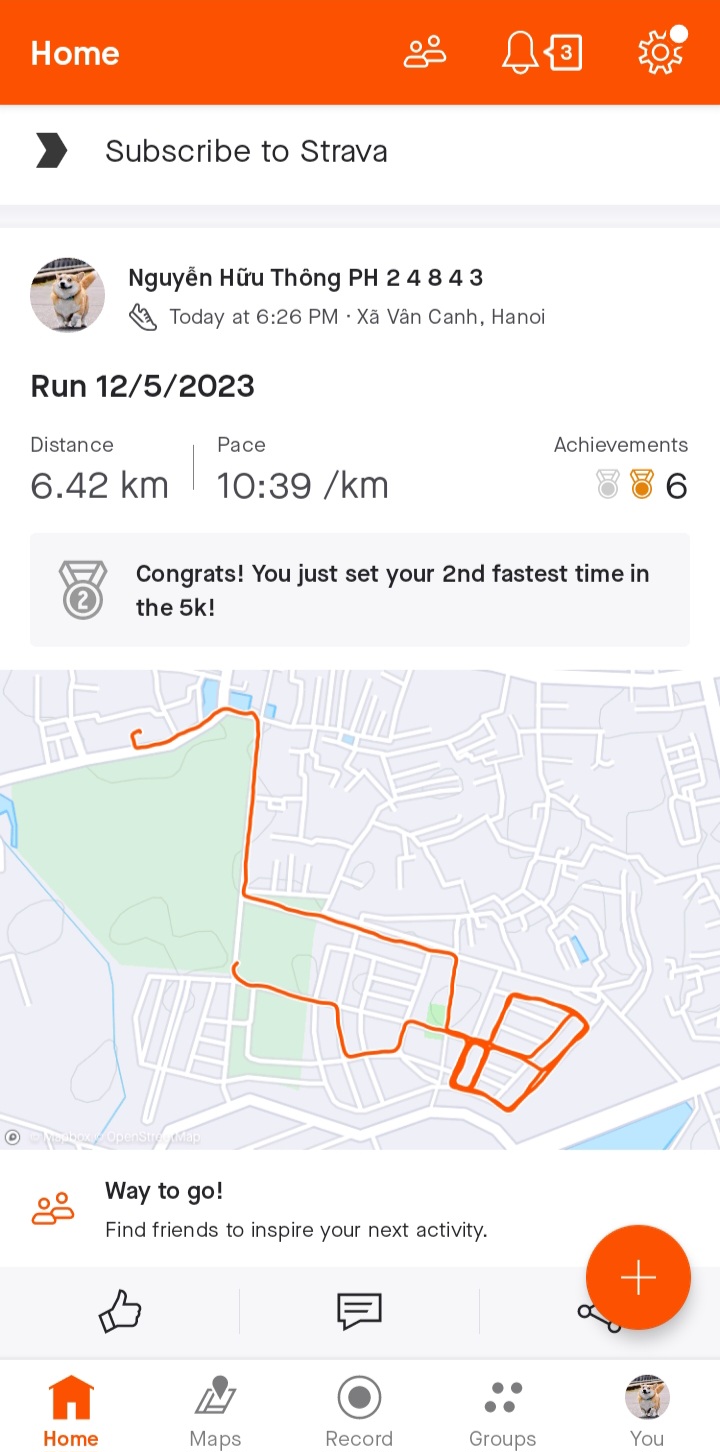 Home
3
Subscribe to Strava
Nguyễn Hữu Thông PH 2 4 8 4 3
Today at 6:26 PM · Xã Vân Canh, Hanoi
Run 12/5/2023
Distance
Pace
Achievements
6.42 km
10:39 /km
6
2
Congrats! You just set your 2nd fastest time in
the 5k!
© Mapbox © OpenStreetMap
Way to go!
Find friends to inspire your next activity.
Home
Maps
Record
Groups
You